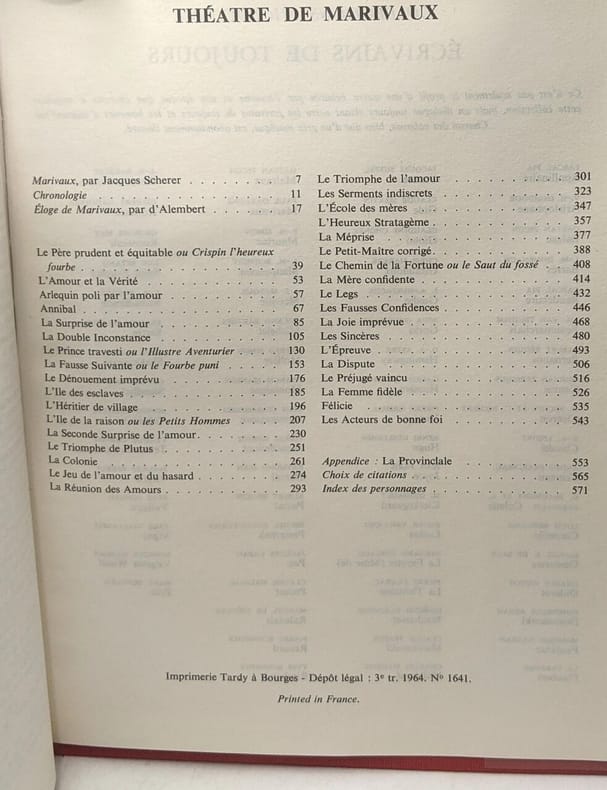 THÉATRE DE MARIVAUX
ÉCRIVAINS DE TOUJOURS
Marivaux, par Jacques Scherer . . . . . . . . . 7
Chronologie . . . . . . . . . . . . . . . 11
Éloge de Marivaux, par d'Alembert . . . . . . . 17
Le Père prudent et équitable ou Crispin l'heureux
fourbe . . . . . . . . . . . . . . . . 39
L'Amour et la Vérité . . . . . . . . . . . . 53
Arlequin poli par l'amour . . . . . . . . . . 57
Annibal . . . . . . . . . . . . . . . . 67
La Surprise de l'amour . . . . . . . . . . . 85
La Double Inconstance . . . . . . . . . . . 105
Le Prince travesti ou l'Illustre Aventurier . . . . . 130
La Fausse Suivante ou le Fourbe puni . . . . . . 153
Le Dénouement imprévu . . . . . . . . . . . 176
L'Ile des esclaves . . . . . . . . . . . . . 185
L'Héritier de village . . . . . . . . . . . . 196
L'Ile de la raison ou les Petits Hommes . . . . . 207
La Seconde Surprise de l'amour. . . . . . . . . 230
Le Triomphe de Plutus . . . . . . . . . . . 251
La Colonie . . . . . . . . . . . . . . . 261
Le Jeu de l'amour et du hasard . . . . . . . . . 274
La Réunion des Amours . . . . . . . . . . . 293
Le Triomphe de l'amour . . . . . . . . . . . 301
Les Serments indiscrets . . . . . . . . . . . 323
L'École des mères . . . . . . . . . . . . . 347
L'Heureux Stratagème . . . . . . . . . . . . 357
La Méprise . . . . . . . . . . . . . . . 377
Le Petit-Maître corrigé. . . . . . . . . . . . 388
Le Chemin de la Fortune ou le Saut du fossé . . . 408
La Mère confidente . . . . . . . . . . . . 414
Le Legs . . . . . . . . . . . . . . . . 432
Les Fausses Confidences . . . . . . . . . . . 446
La Joie imprévue . . . . . . . . . . . . . 468
Les Sincères . . . . . . . . . . . . . . . 480
L'Épreuve . . . . . . . . . . . . . . . . 493
La Dispute . . . . . . . . . . . . . . . 506
Le Préjugé vaincu . . . . . . . . . . . . . 516
La Femme fidèle . . . . . . . . . . . . . 526
Félicie . . . . . . . . . . . . . . . . 535
Les Acteurs de bonne foi . . . . . . . . . . 543
Appendice : La Provinciale . . . . . . . . . . 553
Choix de citations . . . . . . . . . . . . . 565
Index des personnages . . . . . . . . . . . . 571
Imprimerie Tardy à Bourges - Dépôt légal : 3e tr. 1964. No 1641.
Printed in France.